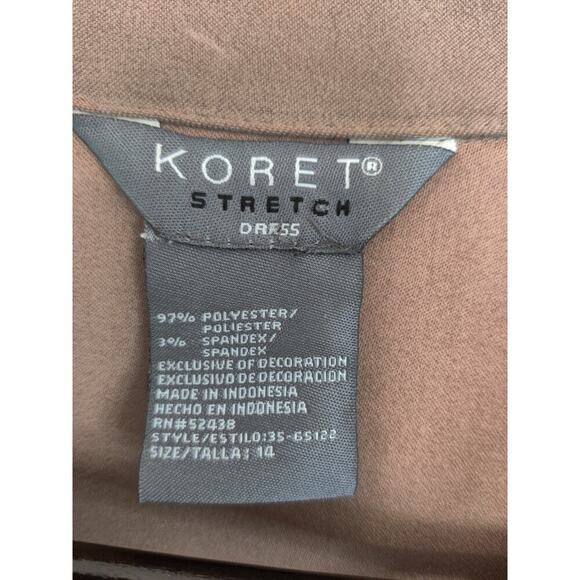 KORET®
STRETCH
DRESS
97% POLYESTER/
POLIESTER
3% SPANDEX/
SPANDEX
EXCLUSIVE OF DECORATION
EXCLUSIVO DE DECORACION
MADE IN INDONESIA
HECHO EN INDONESIA
RN#52438
STYLE/ESTILO:35-65122
SIZE/TALLA: 14